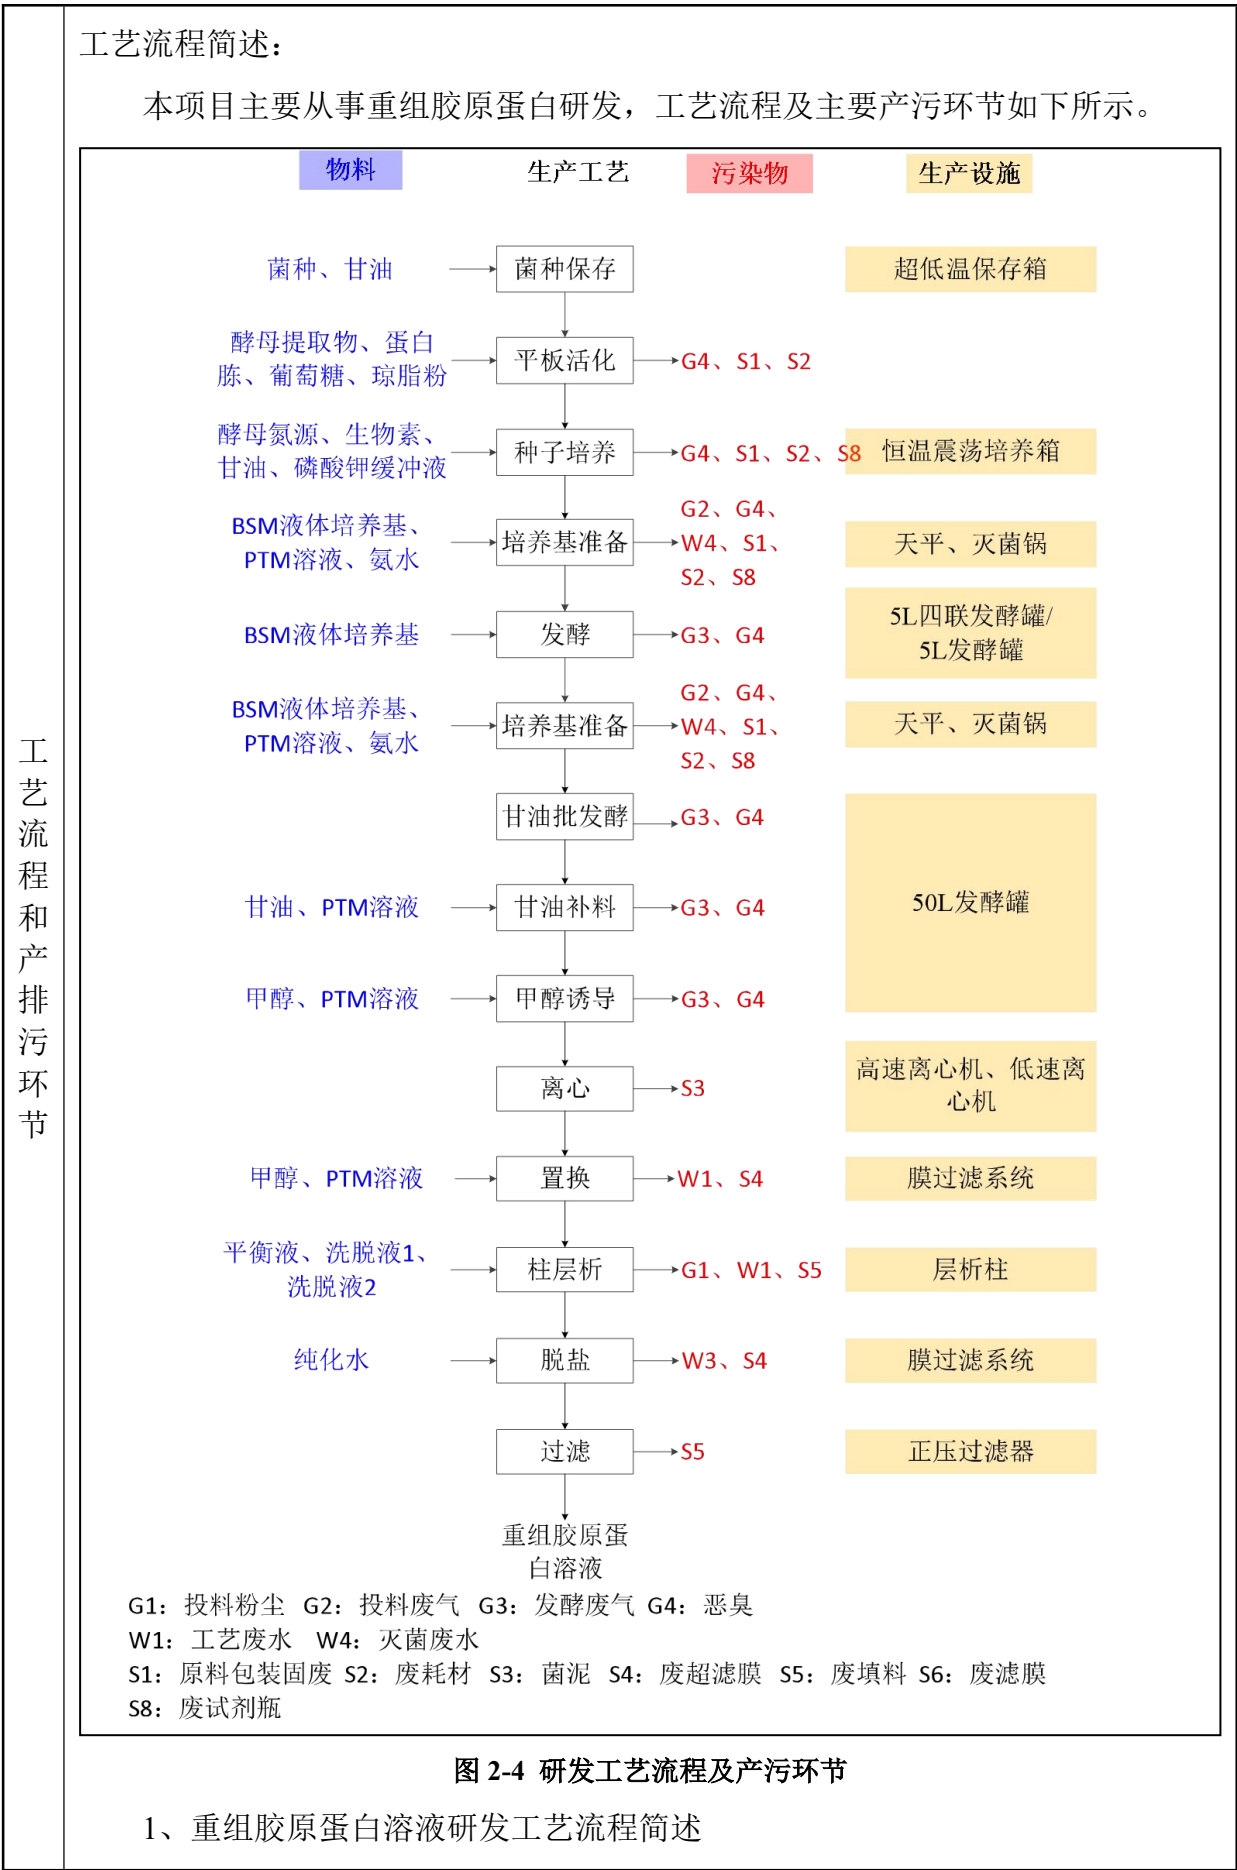 工艺流程和产排污环节
工艺流程简述：
本项目主要从事重组胶原蛋白研发，工艺流程及主要产污环节如下所示。
物料 生产工艺 污染物 生产设施
菌种、甘油 菌种保存 超低温保存箱
酵母提取物、蛋白
胨、葡萄糖、琼脂粉
平板活化 G4、S1、S2
酵母氮源、生物素、
甘油、磷酸钾缓冲液
种子培养 G4、S1、S2、S8 恒温震荡培养箱
BSM液体培养基、
PTM溶液、氨水
培养基准备
G2、G4、
W4、S1、
S2、S8
天平、灭菌锅
BSM液体培养基 发酵 G3、G4
5L四联发酵罐/
5L发酵罐
BSM液体培养基、
PTM溶液、氨水
培养基准备
G2、G4、
W4、S1、
S2、S8
天平、灭菌锅
甘油批发酵 G3、G4
甘油、PTM溶液 甘油补料 G3、G4 50L发酵罐
甲醇、PTM溶液 甲醇诱导 G3、G4
离心 S3
高速离心机、低速离
心机
甲醇、PTM溶液 置换 W1、S4 膜过滤系统
平衡液、洗脱液1、
洗脱液2
柱层析 G1、W1、S5 层析柱
纯化水 脱盐 W3、S4 膜过滤系统
过滤 S5 正压过滤器
重组胶原蛋
白溶液
G1：投料粉尘 G2：投料废气 G3：发酵废气 G4：恶臭
W1：工艺废水 W4：灭菌废水
S1：原料包装固废 S2：废耗材 S3：菌泥 S4：废超滤膜 S5：废填料 S6：废滤膜
S8：废试剂瓶
图 2-4 研发工艺流程及产污环节
1、重组胶原蛋白溶液研发工艺流程简述